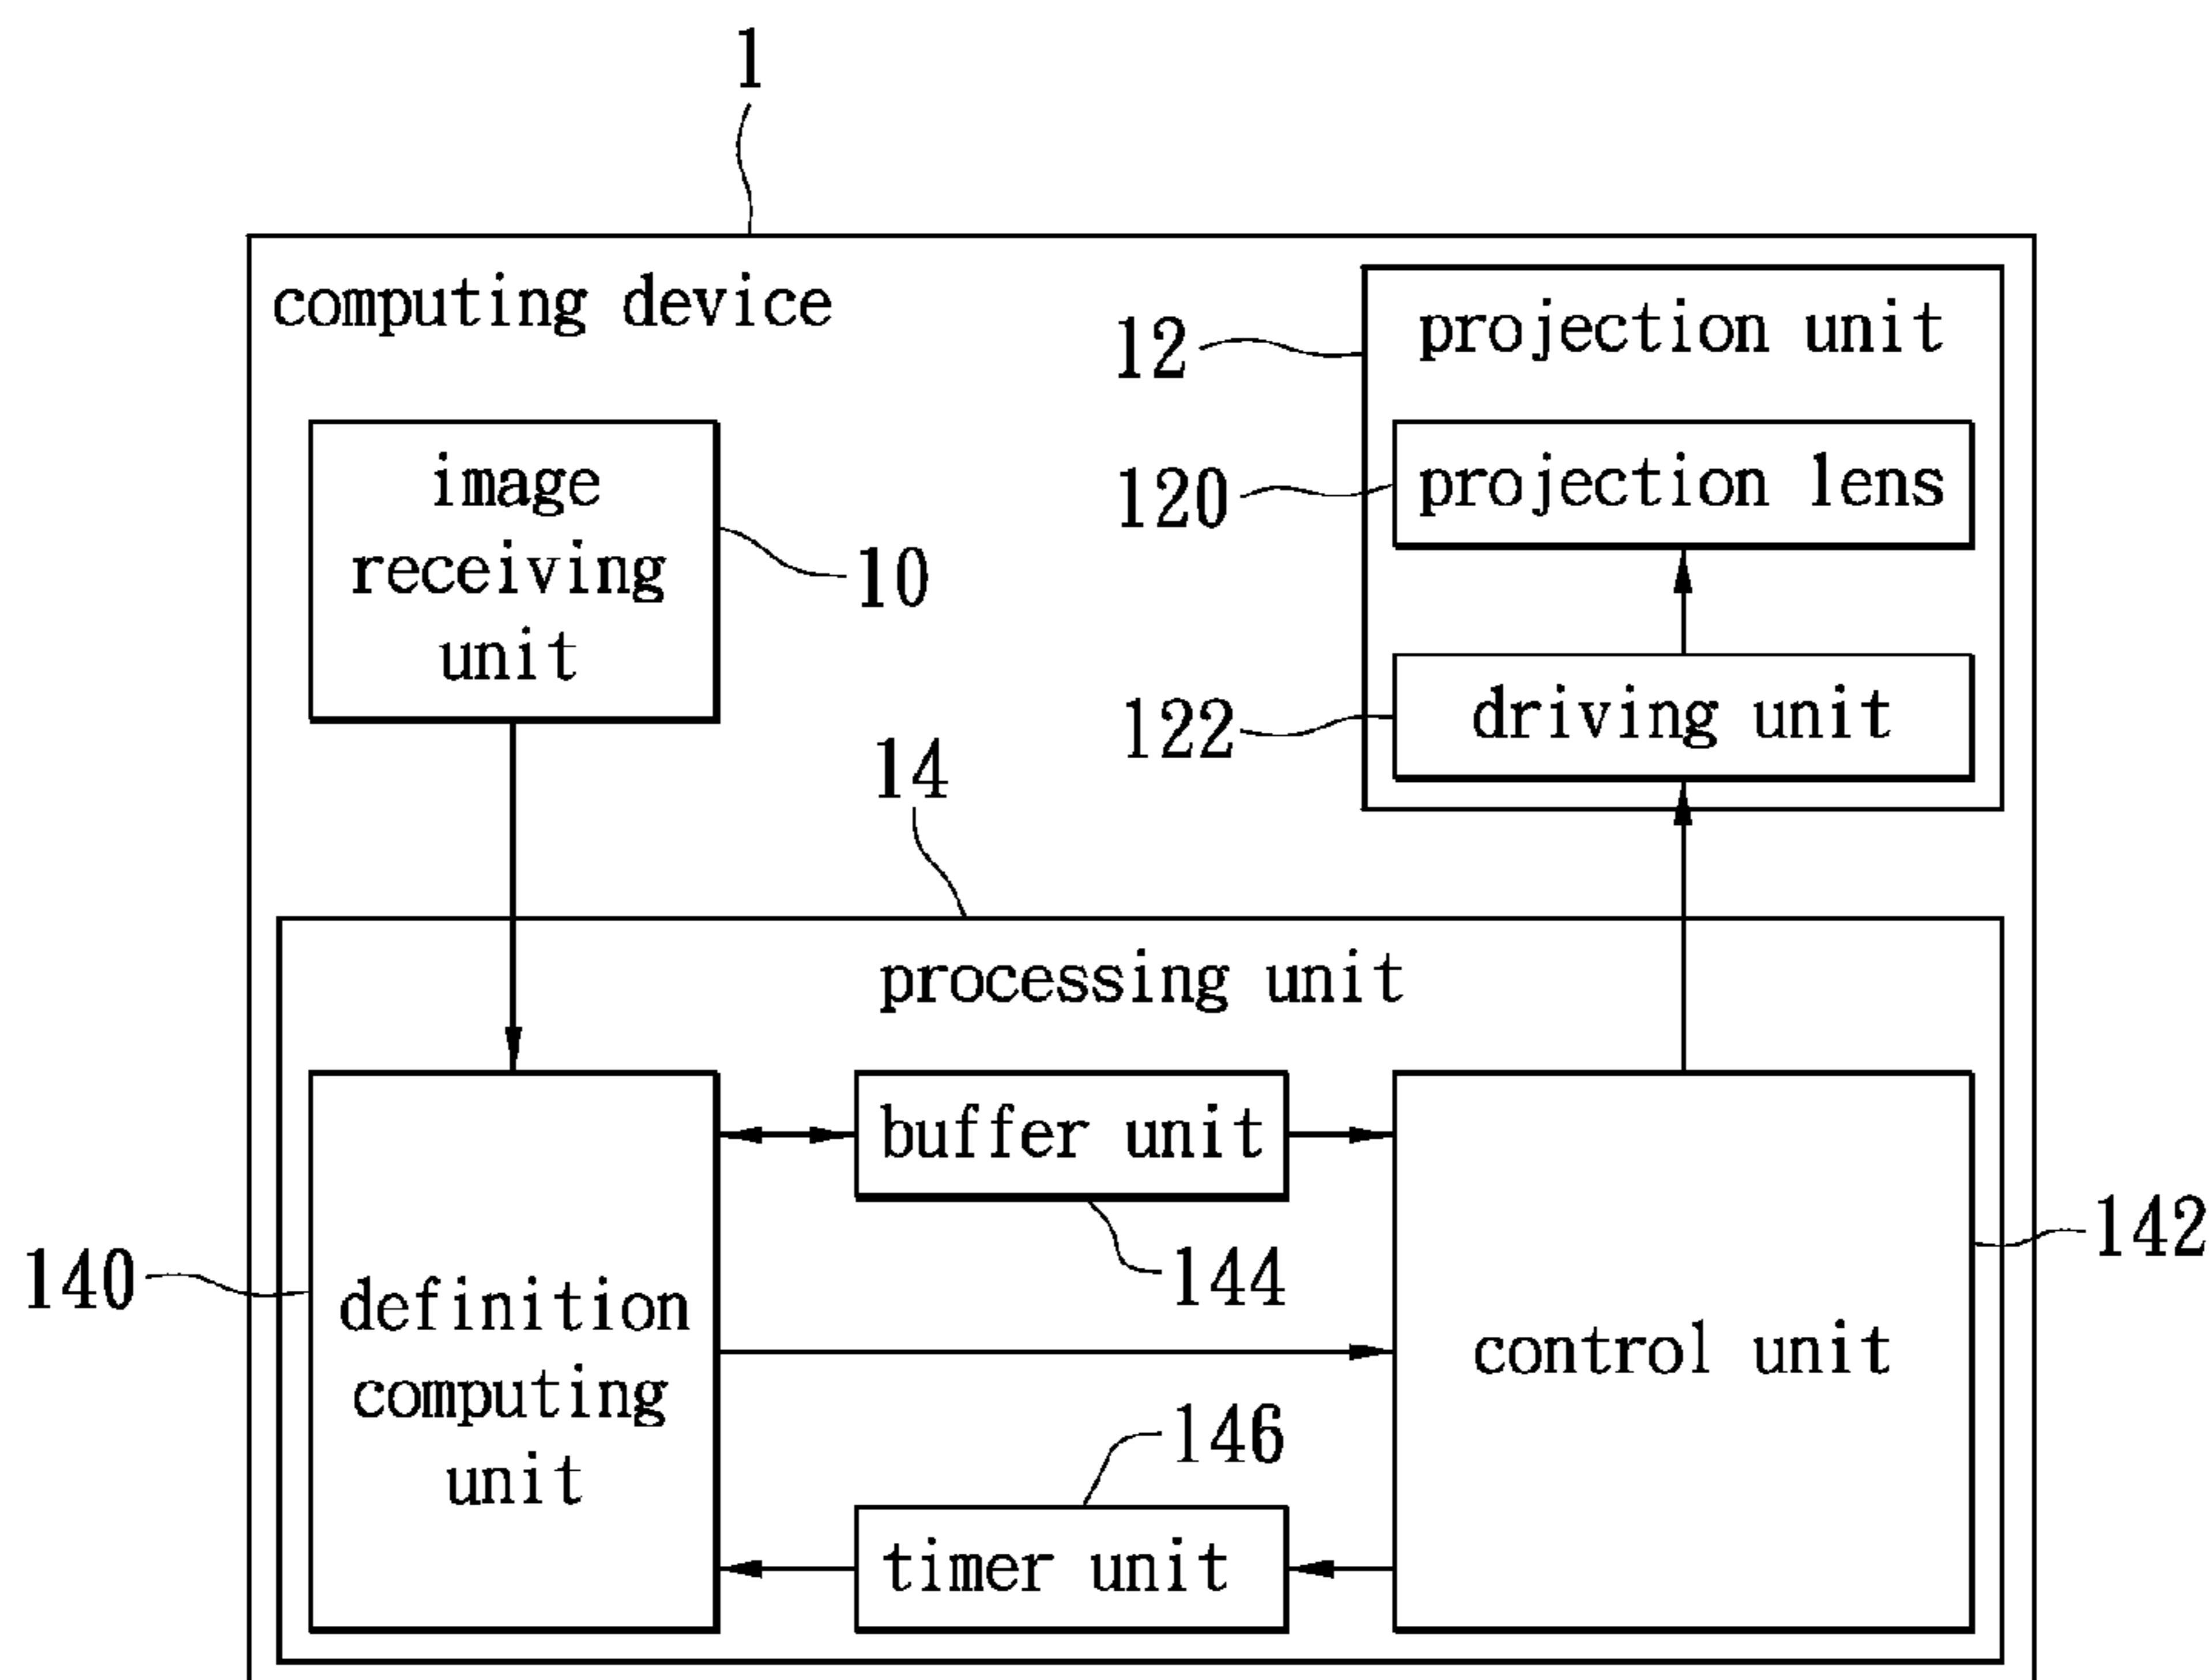 1
computing device
12
projection unit
image
receiving
unit
10
120
projection lens
122
driving unit
14
processing unit
140
definition
computing
unit
buffer unit
144
142
control unit
146
timer unit